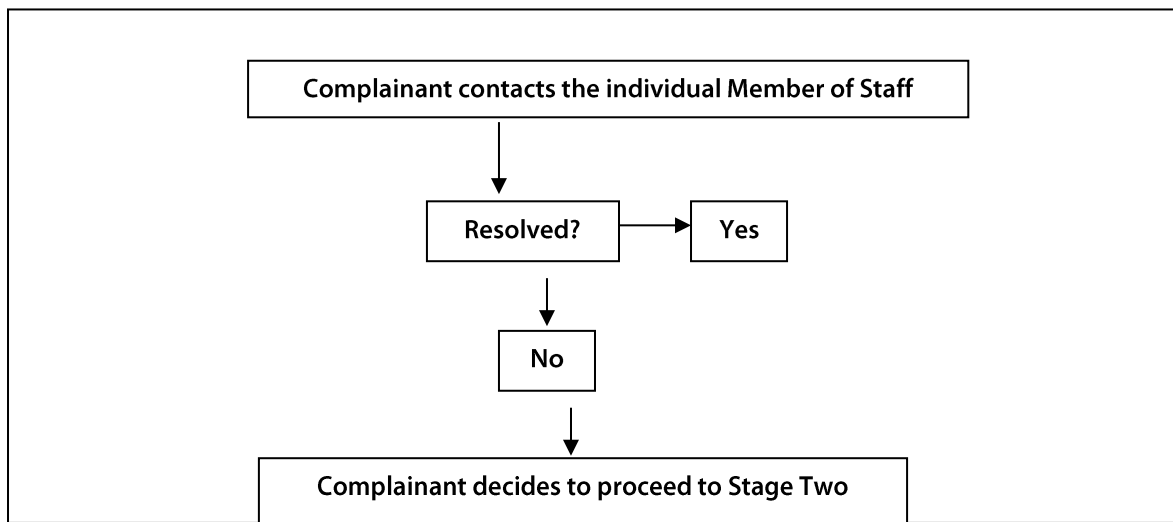 Complainant contacts the individual Member of Staff
Resolved?
Yes
No
Complainant decides to proceed to Stage Two